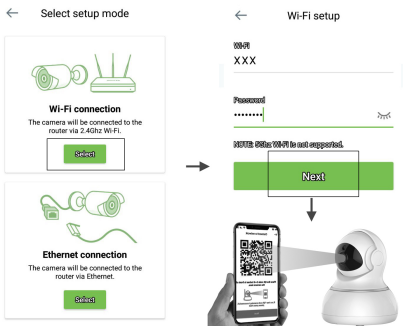 Select setup mode
Wi-Fi connection
The camera will be connected to the
router via 2.4Ghz Wi-Fi.
Select
Ethernet connection
The camera will be connected to the
router via Ethernet.
Select
Wi-Fi setup
Wi-Fi
XXX
Password
••••••••
NOTE: 5Ghz Wi-Fi is not supported.
Next